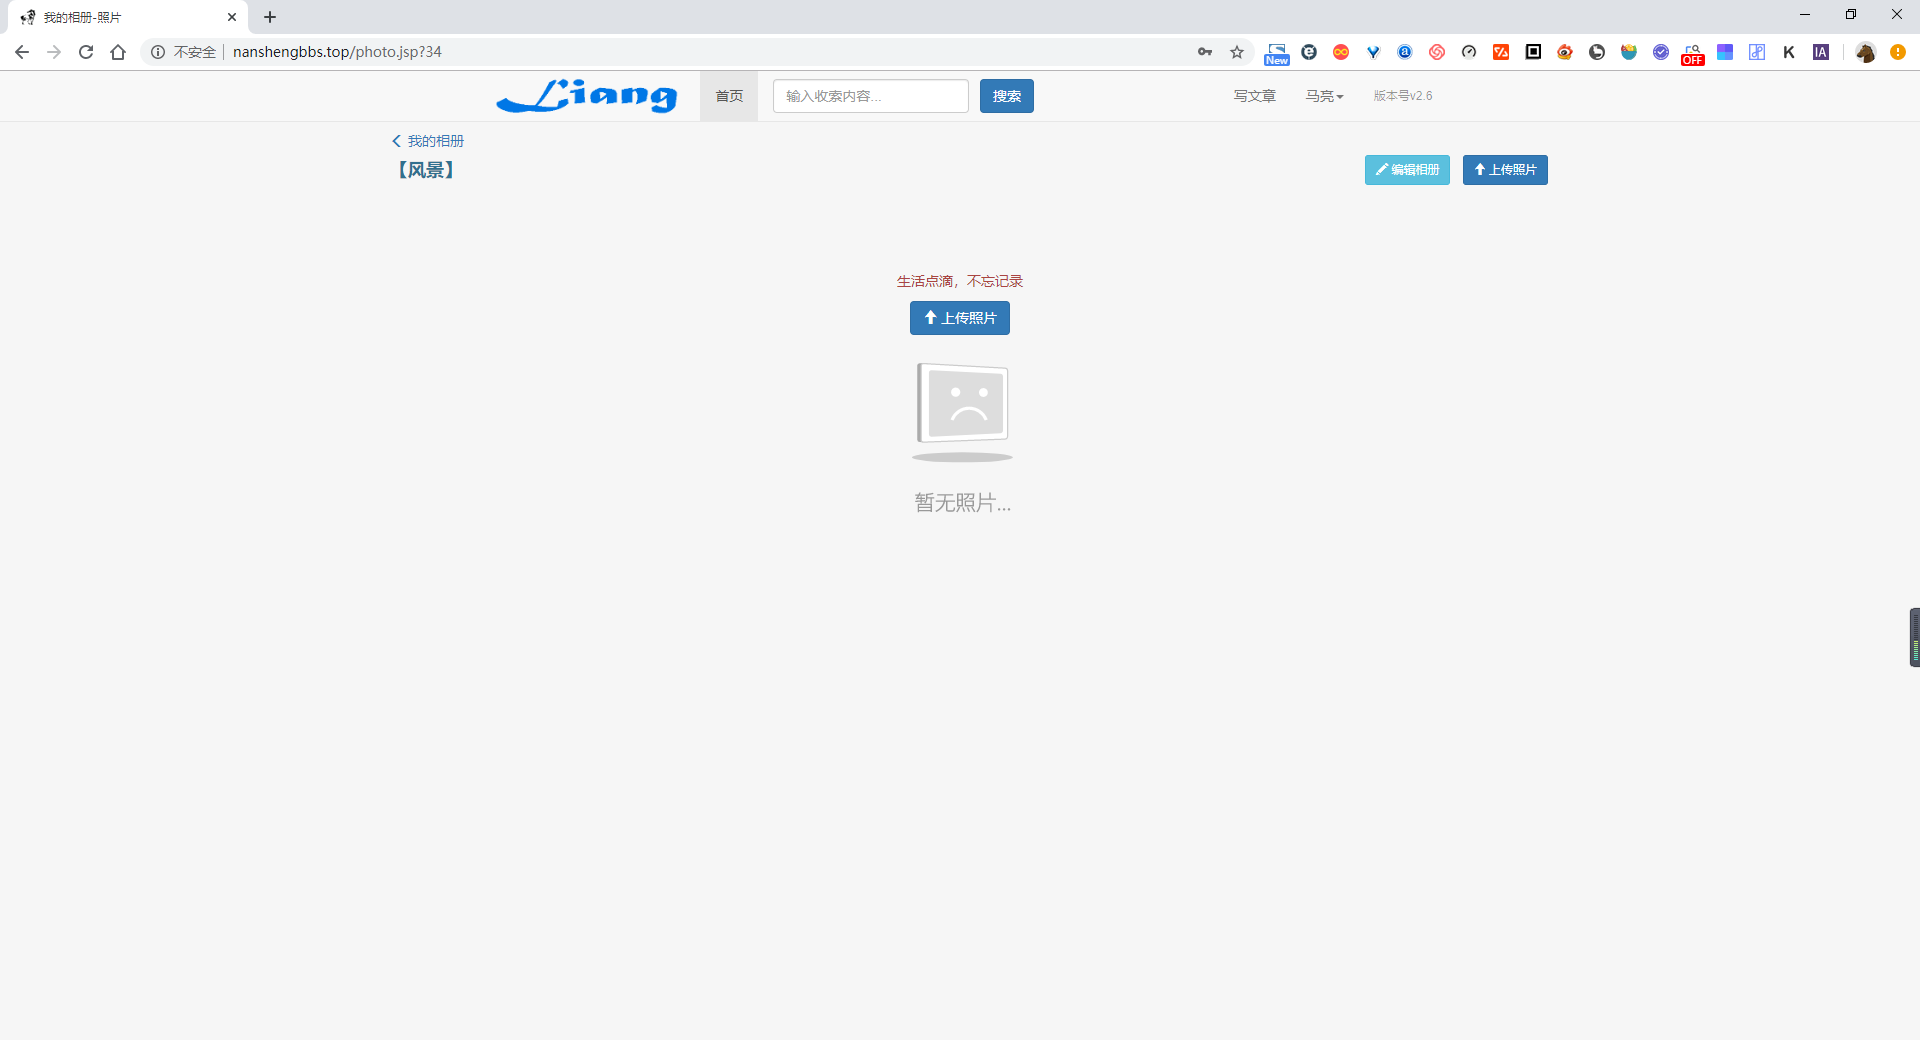 我的相册-照片
不安全 nanshengbbs.top/photo.jsp?34
New
OFF
K
IA
Liang
首页
输入收索内容...
搜索
写文章
马亮
版本号v2.6
我的相册
【风景】
编辑相册
上传照片
生活点滴，不忘记录
上传照片
暂无照片...